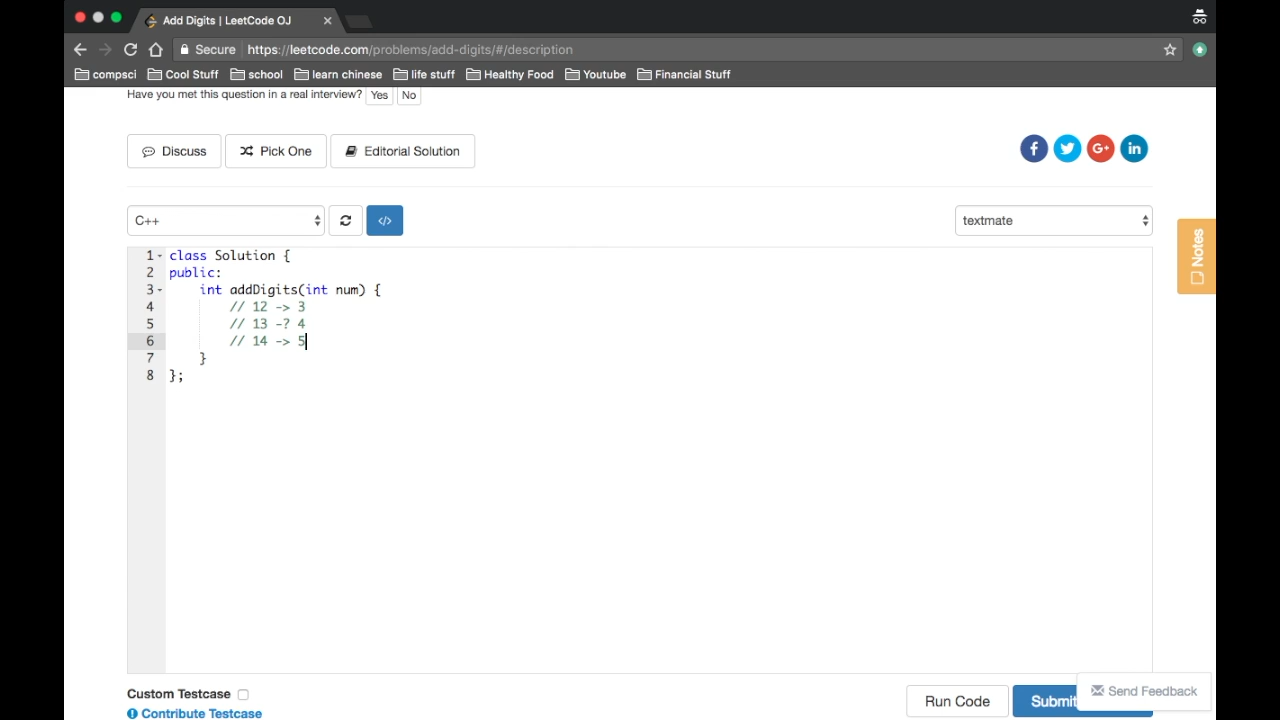 Add Digits | LeetCode OJ
Secure https://leetcode.com/problems/add-digits/#/description
compsci Cool Stuff school learn chinese life stuff Healthy Food Youtube Financial Stuff
Have you met this question in a real interview? Yes No
Discuss Pick One Editorial Solution
f G+ in
C++ </> textmate
Notes
1 class Solution {
2 public:
3 int addDigits(int num) {
4 // 12 -> 3
5 // 13 -? 4
6 // 14 -> 5
7 }
8 };
Custom Testcase
Run Code Submit Send Feedback
Contribute Testcase